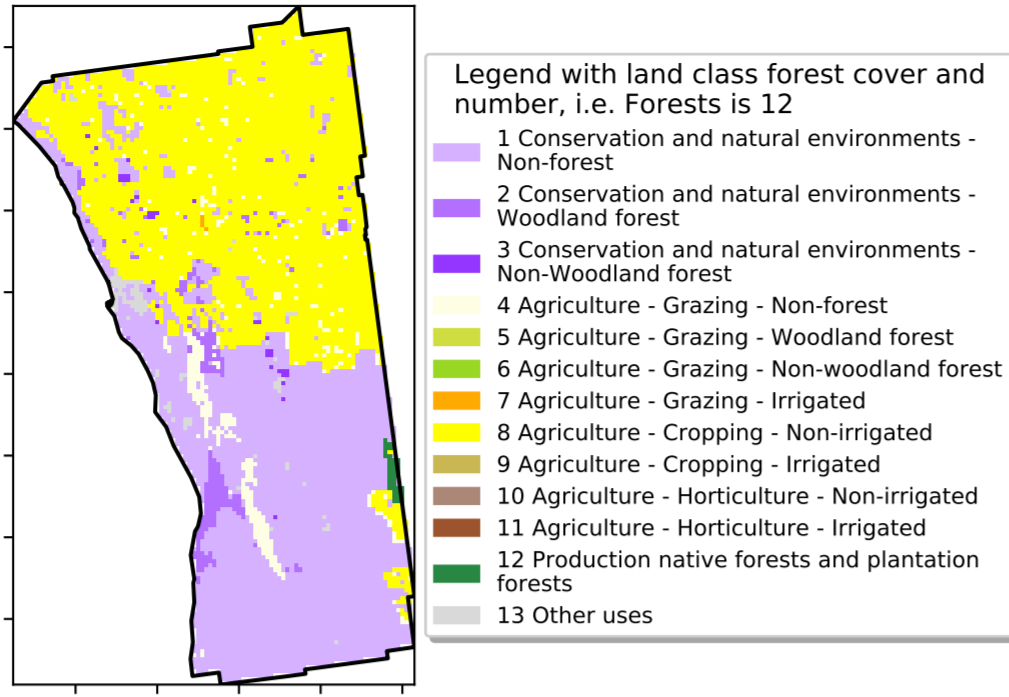 Legend with land class forest cover and
number, i.e. Forests is 12
1 Conservation and natural environments -
Non-forest
2 Conservation and natural environments -
Woodland forest
3 Conservation and natural environments -
Non-Woodland forest
4 Agriculture - Grazing - Non-forest
5 Agriculture - Grazing - Woodland forest
6 Agriculture - Grazing - Non-woodland forest
7 Agriculture - Grazing - Irrigated
8 Agriculture - Cropping - Non-irrigated
9 Agriculture - Cropping - Irrigated
10 Agriculture - Horticulture - Non-irrigated
11 Agriculture - Horticulture - Irrigated
12 Production native forests and plantation
forests
13 Other uses